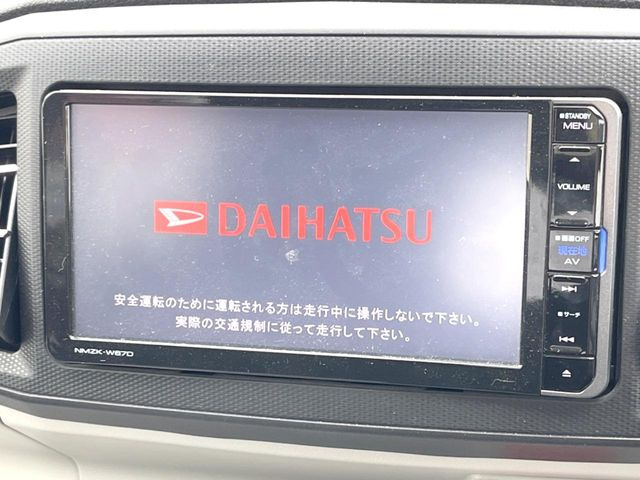 DAIHATSU
安全運転のために運転される方は走行中に操作しないで下さい。
実際の交通規制に従って走行して下さい。
NMZK-W67D
STANDBY
MENU
VOLUME
画面OFF
現在地
AV
サーチ